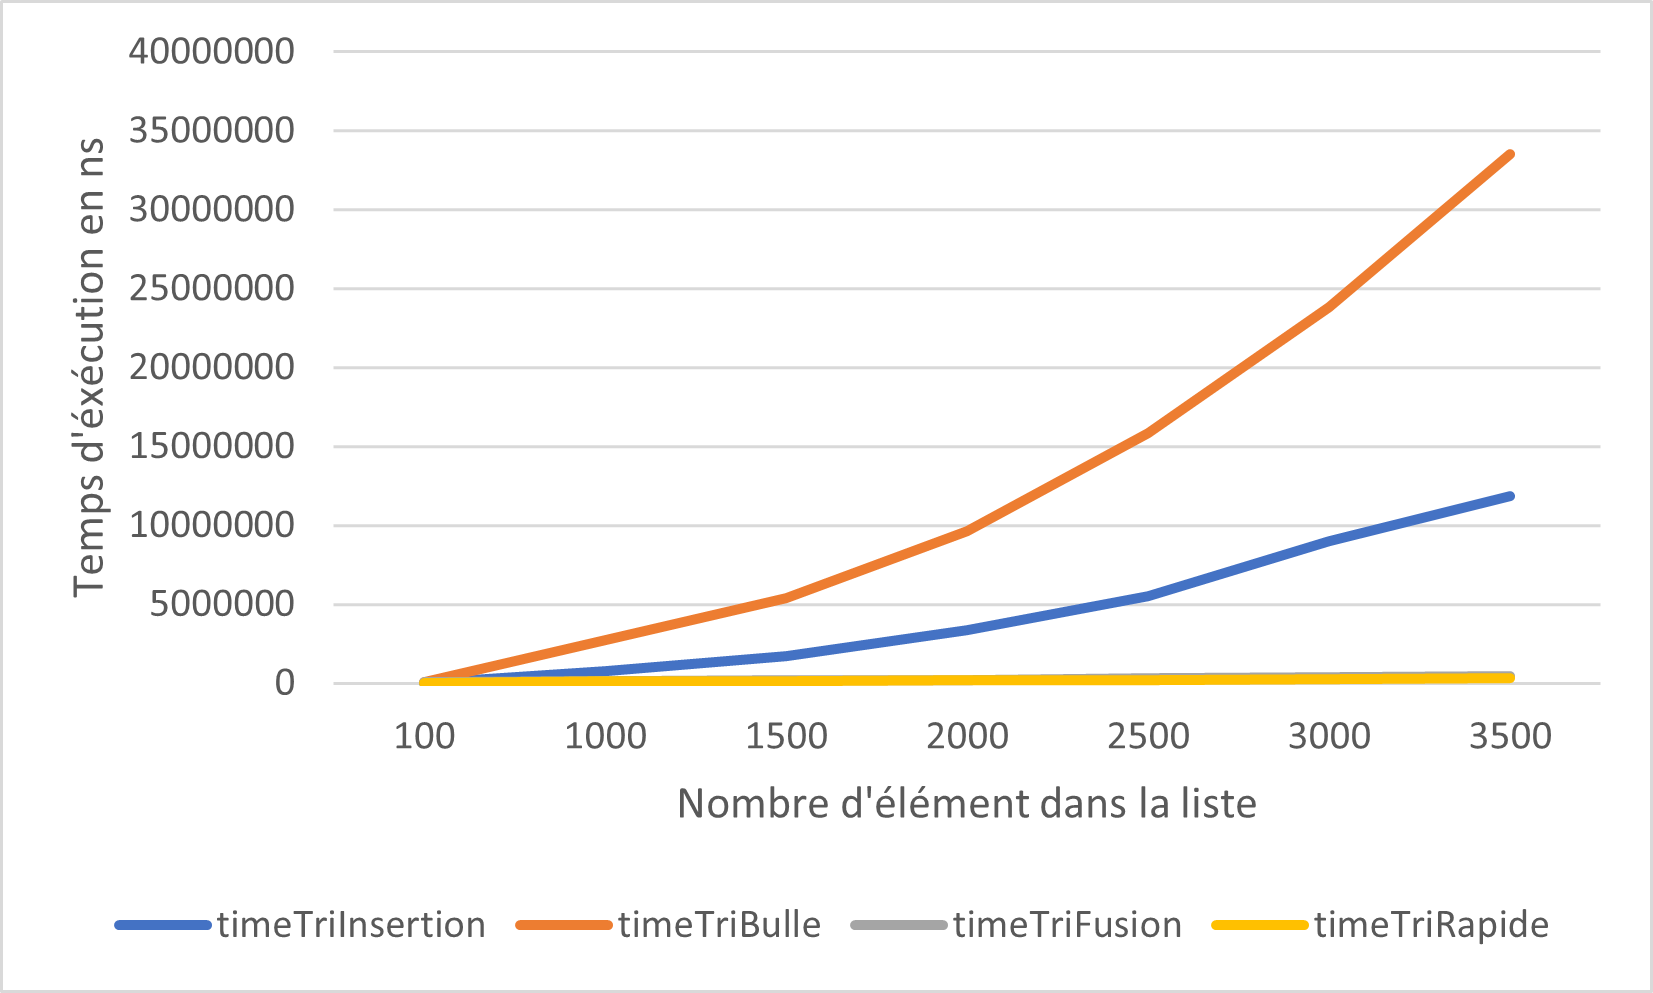 Temps d'éxécution en ns
40000000
35000000
30000000
25000000
20000000
15000000
10000000
5000000
0
100 1000 1500 2000 2500 3000 3500
Nombre d'élément dans la liste
timeTriInsertion timeTriBulle timeTriFusion timeTriRapide